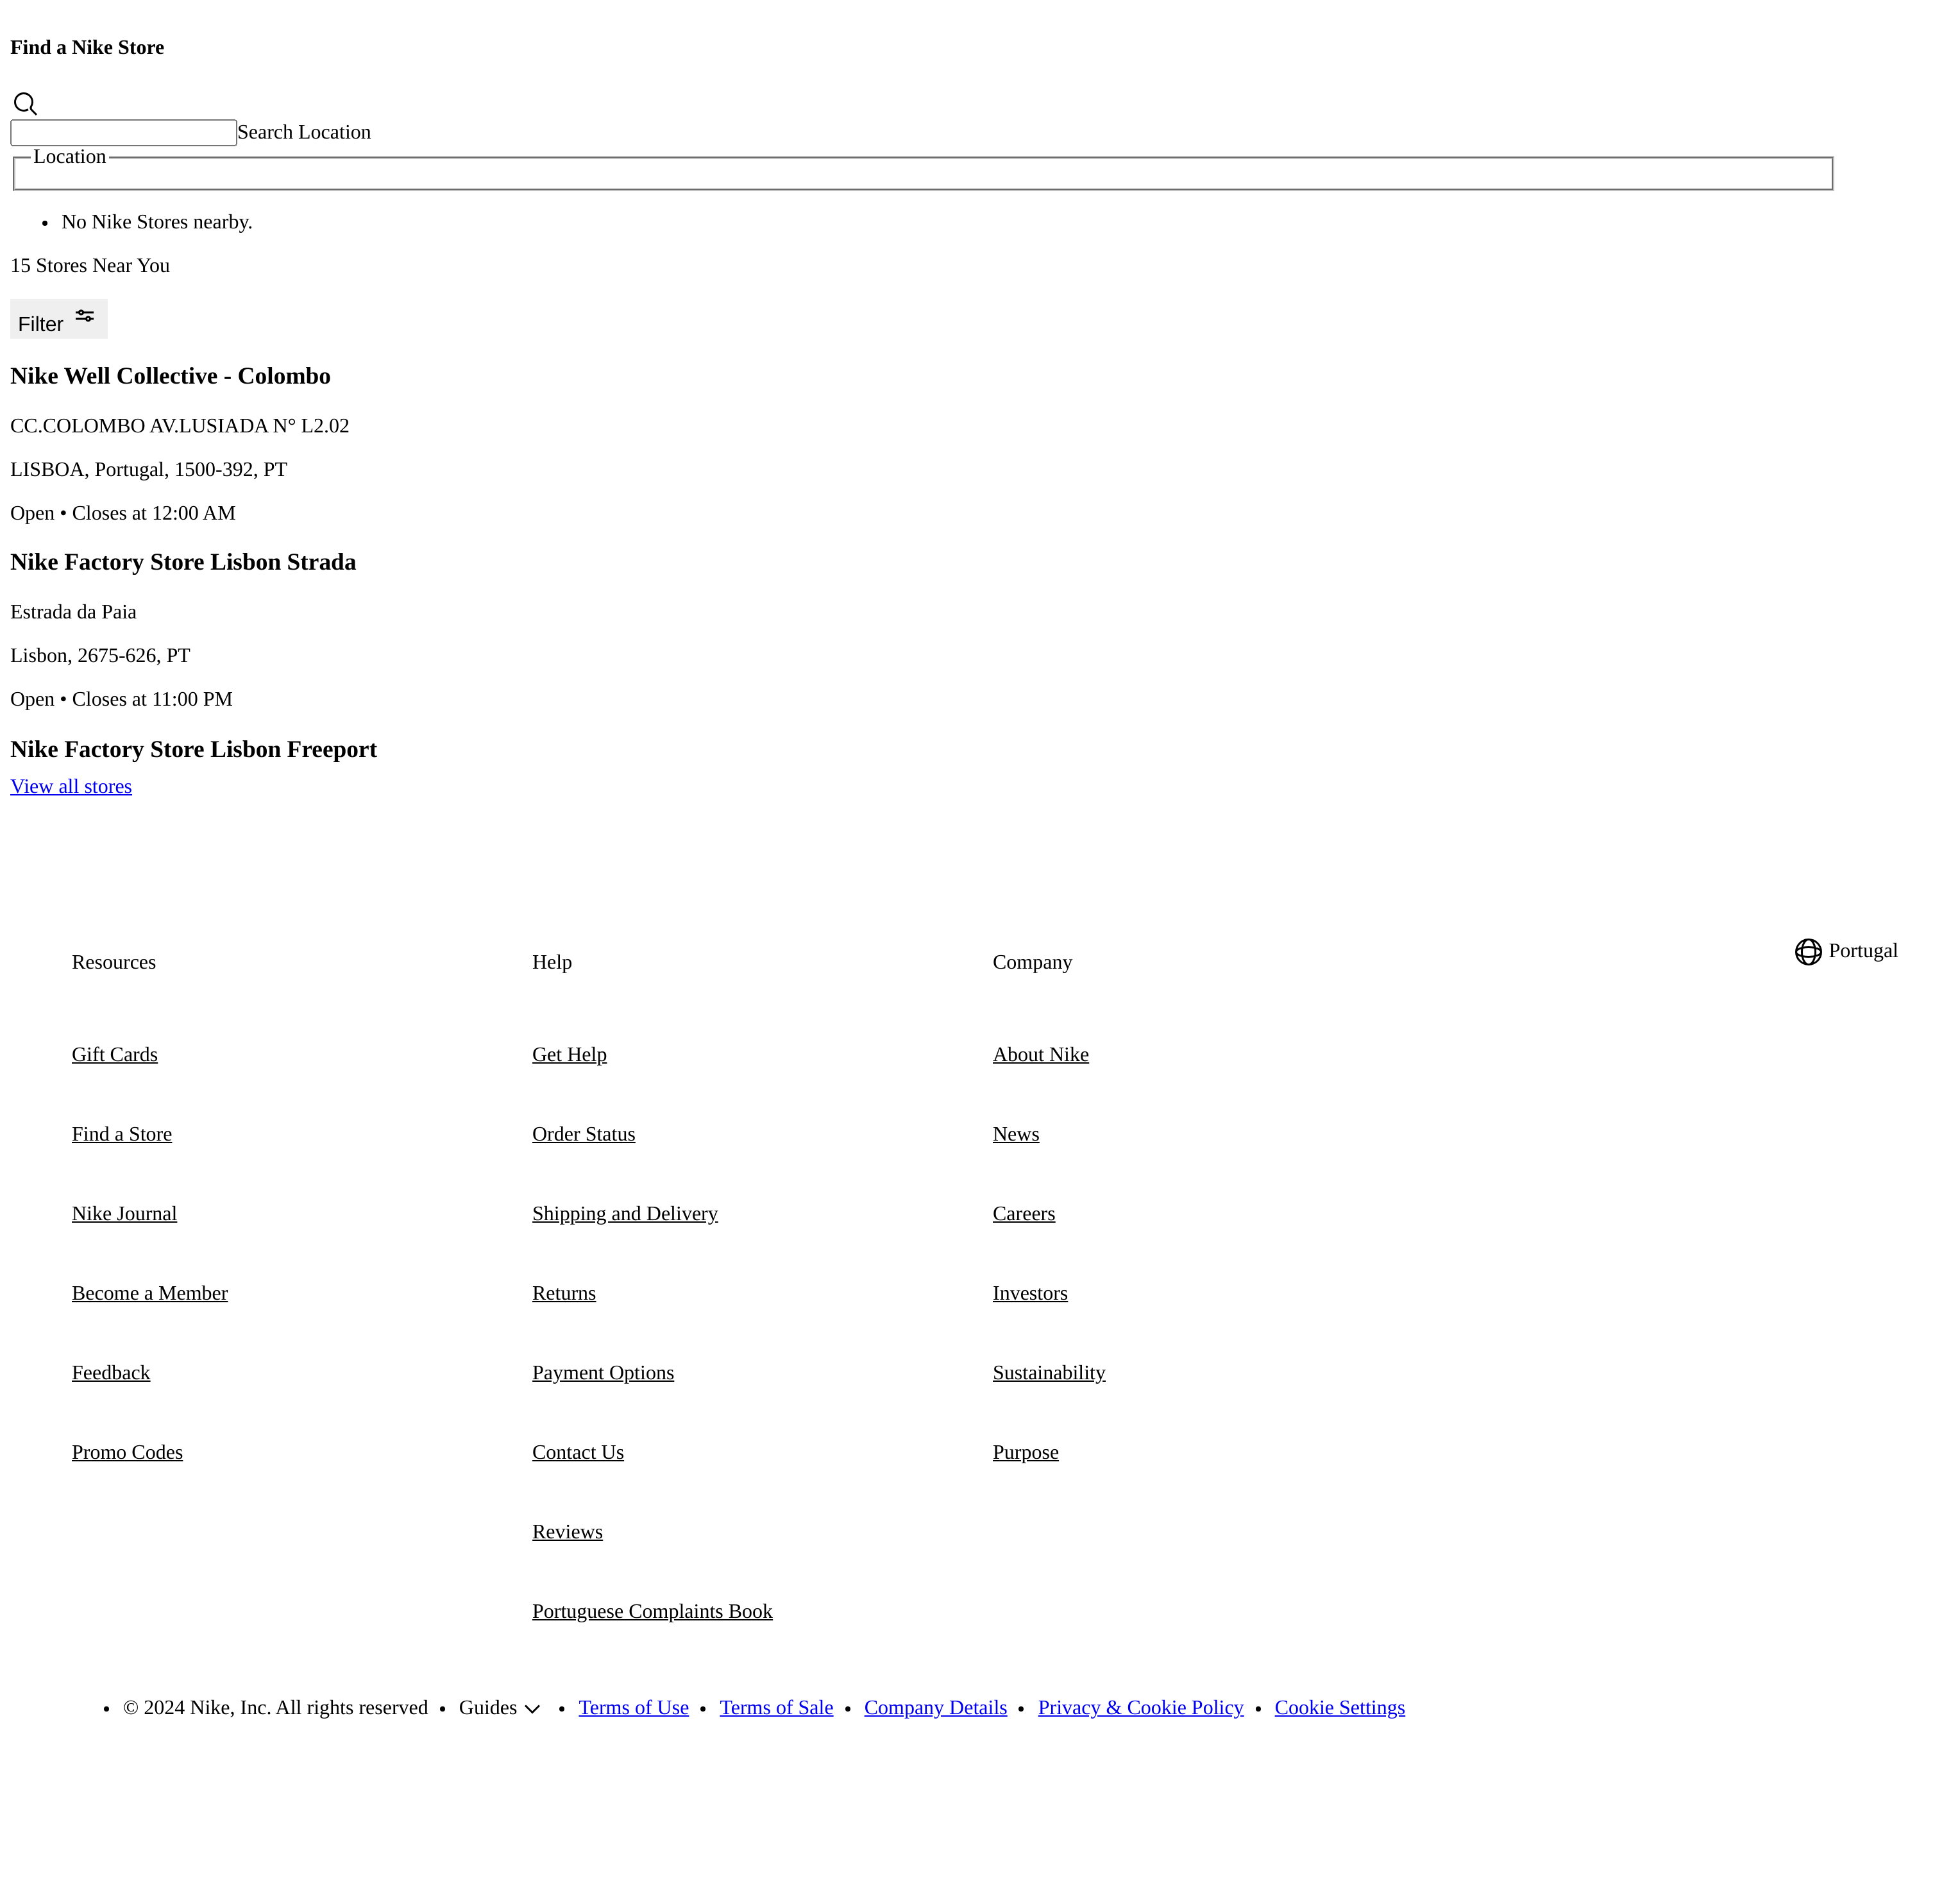 Find a Nike Store
Search Location
Location
No Nike Stores nearby.
15 Stores Near You
Filter
Nike Well Collective - Colombo
CC.COLOMBO AV.LUSIADA N° L2.02
LISBOA, Portugal, 1500-392, PT
Open • Closes at 12:00 AM
Nike Factory Store Lisbon Strada
Estrada da Paia
Lisbon, 2675-626, PT
Open • Closes at 11:00 PM
Nike Factory Store Lisbon Freeport
View all stores
Resources
Gift Cards
Find a Store
Nike Journal
Become a Member
Feedback
Promo Codes
Help
Get Help
Order Status
Shipping and Delivery
Returns
Payment Options
Contact Us
Reviews
Portuguese Complaints Book
Company
About Nike
News
Careers
Investors
Sustainability
Purpose
Portugal
• © 2024 Nike, Inc. All rights reserved • Guides • Terms of Use • Terms of Sale • Company Details • Privacy & Cookie Policy • Cookie Settings